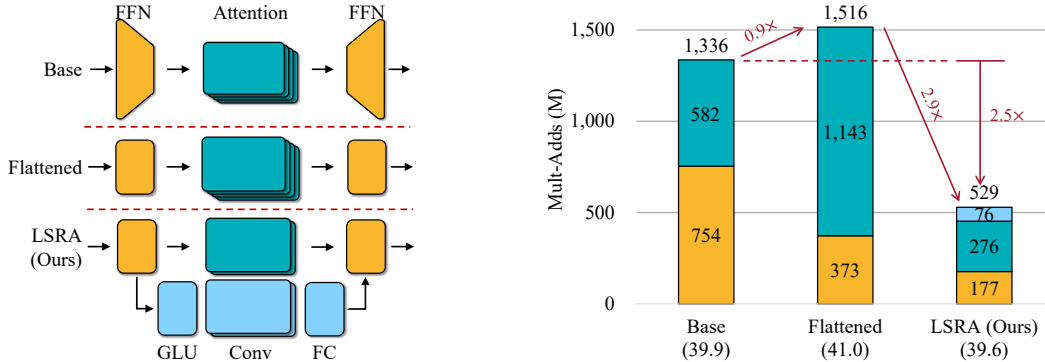 FFN
Attention
FFN
Base
Flattened
LSRA
(Ours)
GLU
Conv
FC
Mult-Adds (M)
1,500
1,000
500
0
1,336
582
754
0.9×
1,516
1,143
373
2.9×
2.5×
529
76
276
177
Base
(39.9)
Flattened
(41.0)
LSRA (Ours)
(39.6)